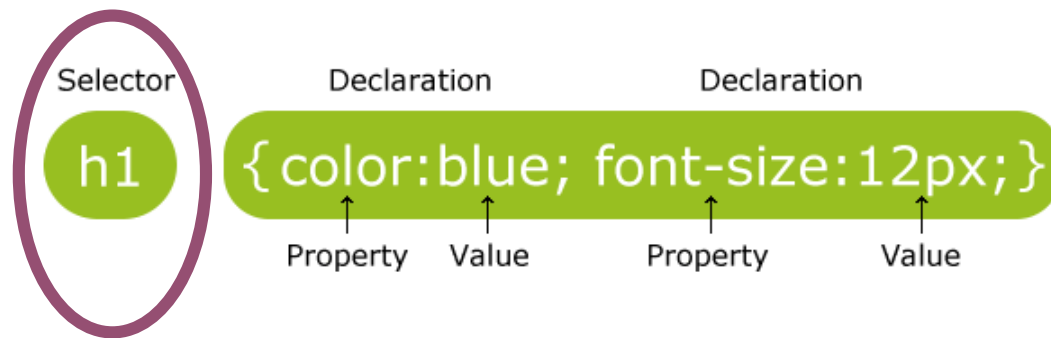 Selector Declaration Declaration
h1 {color:blue; font-size:12px;}
Property Value Property Value